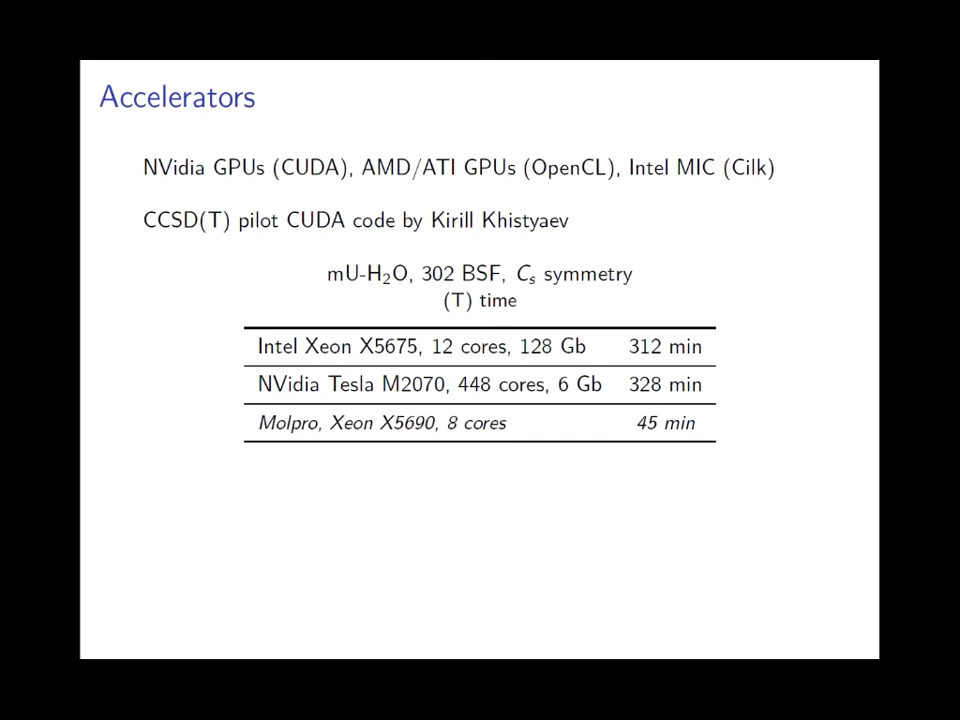 Accelerators
NVidia GPUs (CUDA), AMD/ATI GPUs (OpenCL), Intel MIC (Cilk)
CCSD(T) pilot CUDA code by Kirill Khistyaev
mU-H₂O, 302 BSF, Cₛ symmetry
(T) time
Intel Xeon X5675, 12 cores, 128 Gb 312 min
NVidia Tesla M2070, 448 cores, 6 Gb 328 min
Molpro, Xeon X5690, 8 cores 45 min